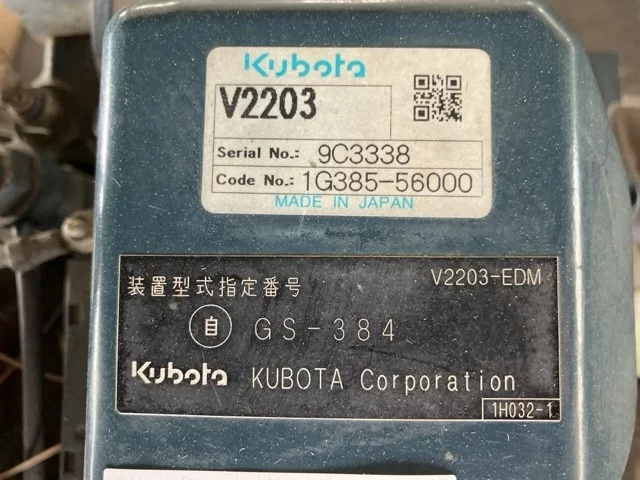 Kubota
V2203
Serial No.: 9C3338
Code No.: 1G385-56000
MADE IN JAPAN
装置型式指定番号 V2203-EDM
自 GS-384
Kubota KUBOTA Corporation
1H032-1